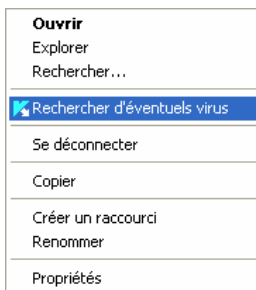 Ouvrir
Explorer
Rechercher...
Rechercher d'éventuels virus
Se déconnecter
Copier
Créer un raccourci
Renommer
Propriétés